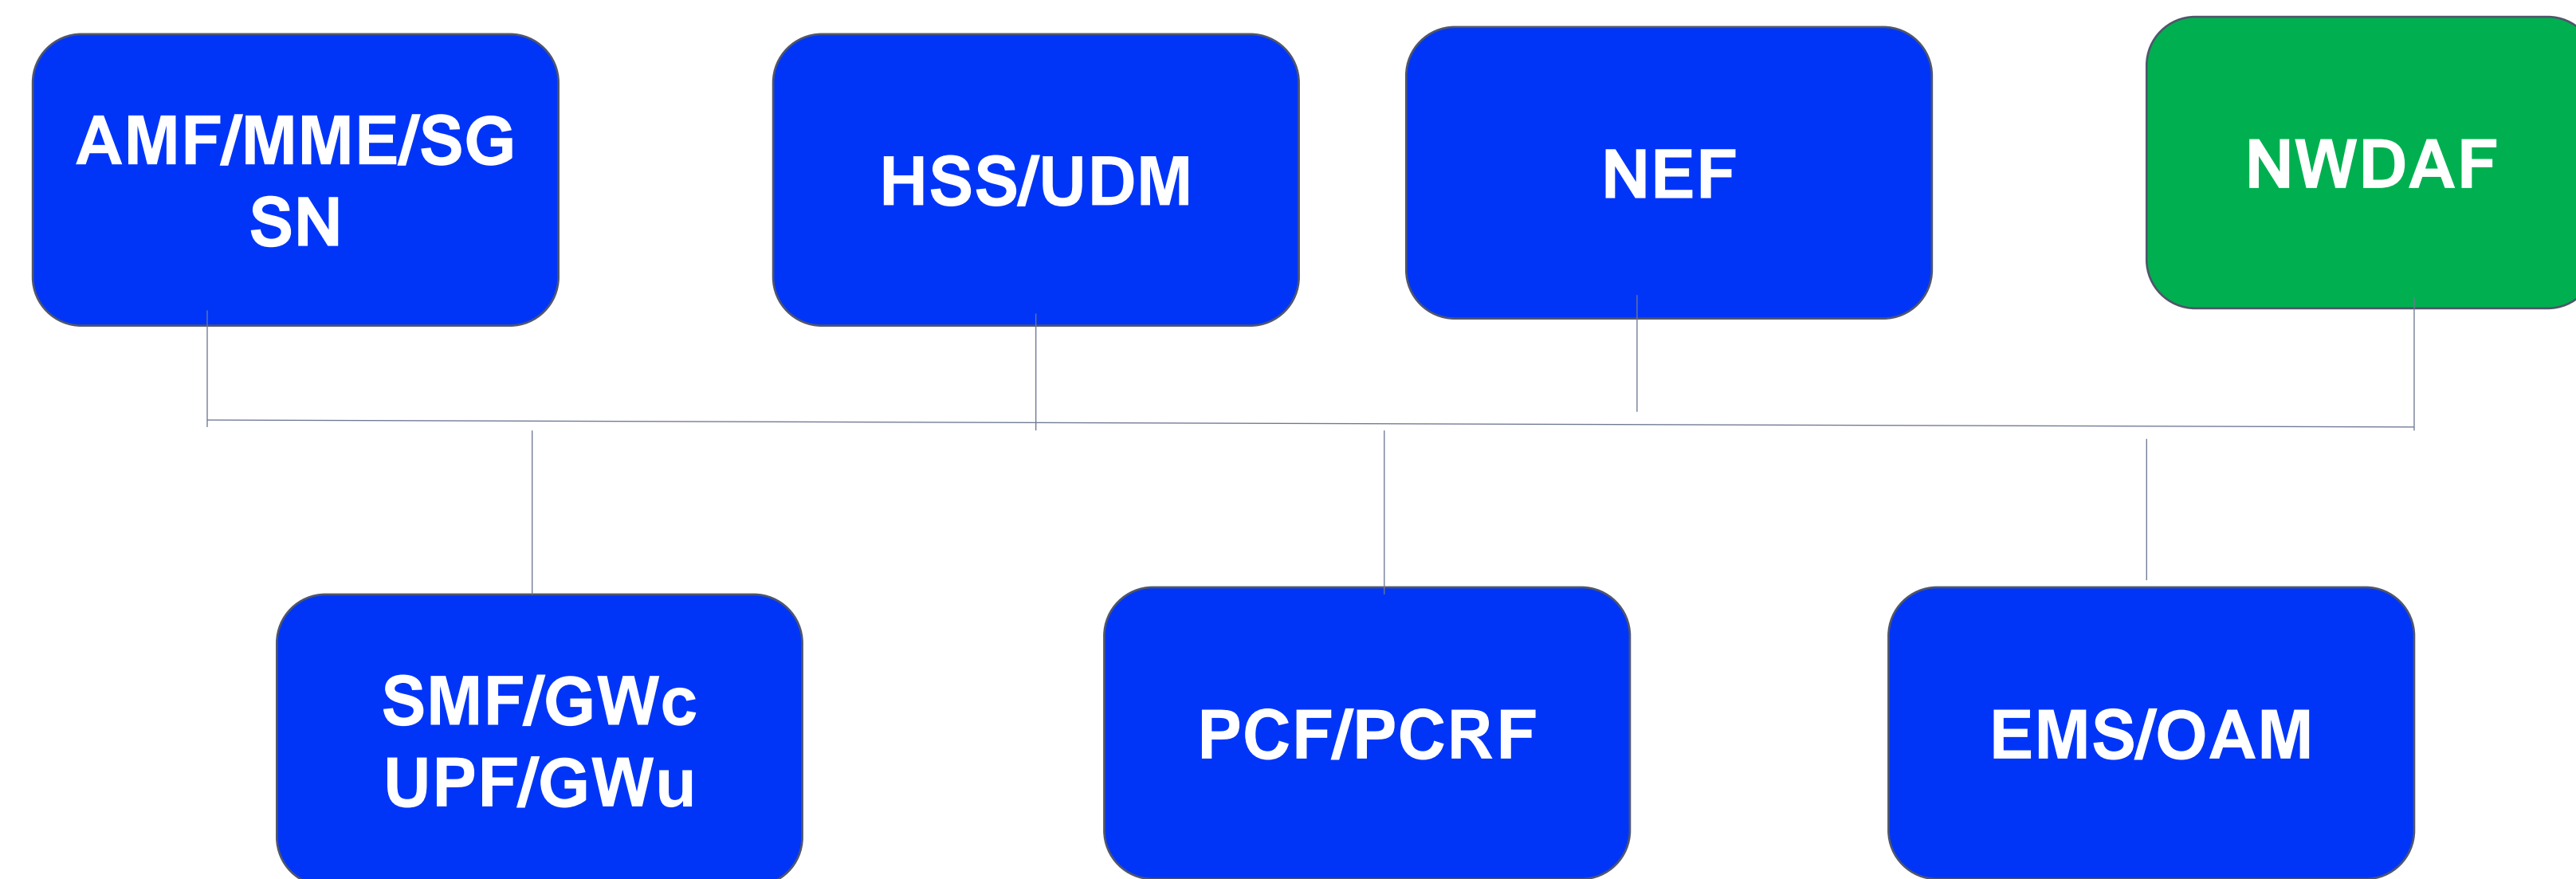 AMF/MME/SG
SN
HSS/UDM
NEF
NWDAF
SMF/GWc
UPF/GWu
PCF/PCRF
EMS/OAM